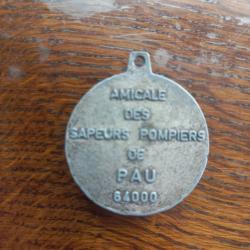 AMICALE
DES
SAPEURS POMPIERS
DE
PAU
64000